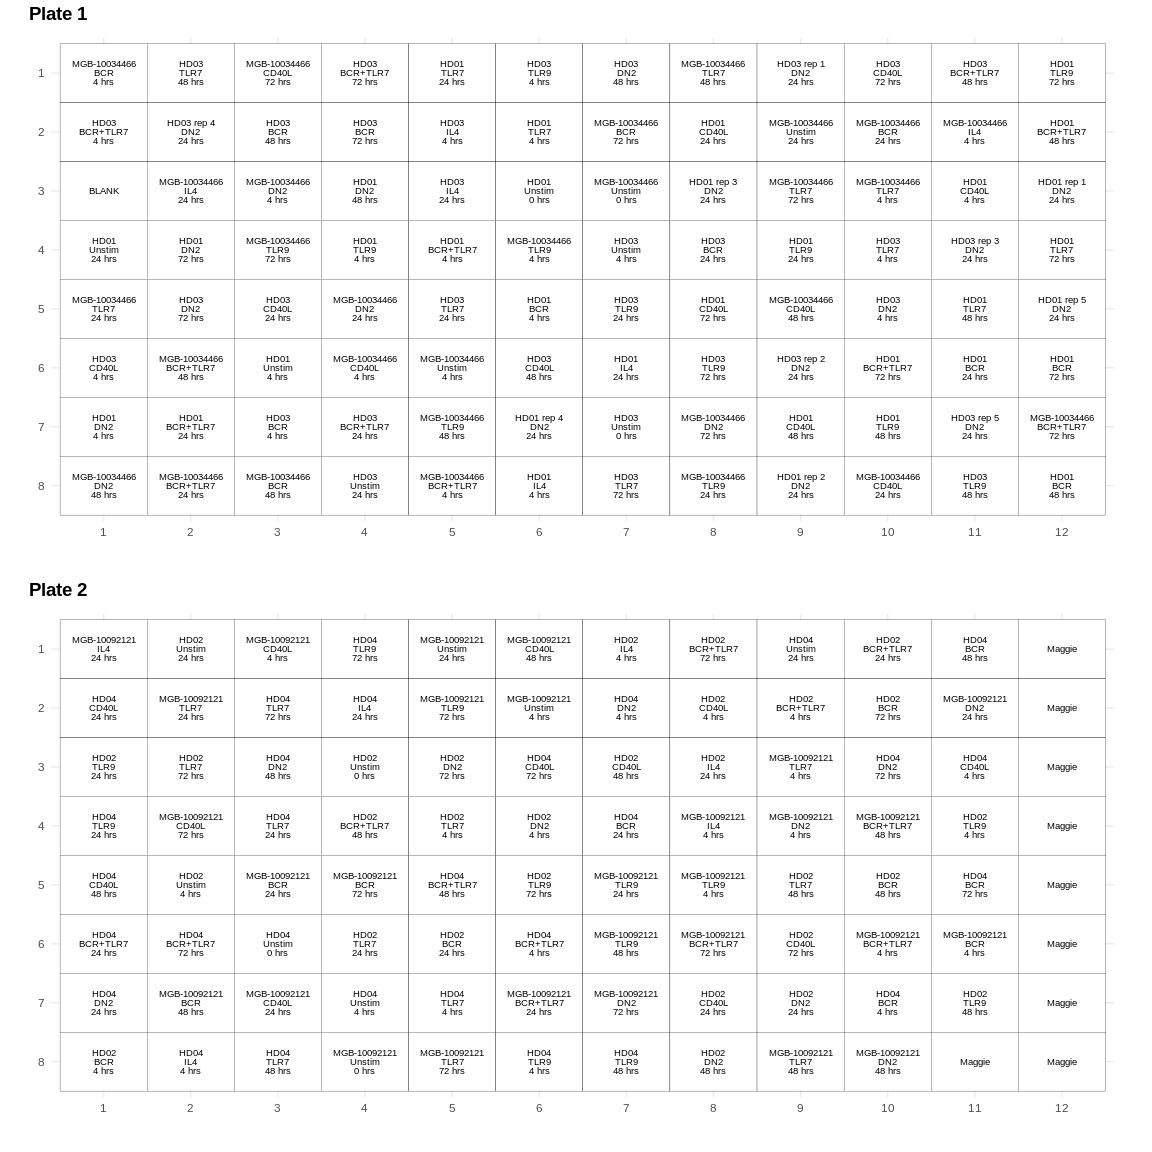 Plate 1
1
MGB-10034466
BCR
4 hrs
HD03
TLR7
48 hrs
MGB-10034466
CD40L
72 hrs
HD03
BCR+TLR7
72 hrs
HD01
TLR7
24 hrs
HD03
TLR9
4 hrs
HD03
DN2
48 hrs
MGB-10034466
TLR7
48 hrs
HD03 rep 1
DN2
24 hrs
HD03
CD40L
72 hrs
HD03
BCR+TLR7
48 hrs
HD01
TLR9
72 hrs
2
HD03
BCR+TLR7
4 hrs
HD03 rep 4
DN2
24 hrs
HD03
BCR
48 hrs
HD03
BCR
72 hrs
HD03
IL4
4 hrs
HD01
TLR7
4 hrs
MGB-10034466
BCR
72 hrs
HD01
CD40L
24 hrs
MGB-10034466
Unstim
24 hrs
MGB-10034466
BCR
24 hrs
MGB-10034466
IL4
4 hrs
HD01
BCR+TLR7
48 hrs
3
BLANK
MGB-10034466
IL4
24 hrs
MGB-10034466
DN2
4 hrs
HD01
DN2
48 hrs
HD03
IL4
24 hrs
HD01
Unstim
0 hrs
MGB-10034466
Unstim
0 hrs
HD01 rep 3
DN2
24 hrs
MGB-10034466
TLR7
72 hrs
MGB-10034466
TLR7
4 hrs
HD01
CD40L
4 hrs
HD01 rep 1
DN2
24 hrs
4
HD01
Unstim
24 hrs
HD01
DN2
72 hrs
MGB-10034466
TLR9
72 hrs
HD01
TLR9
4 hrs
HD01
BCR+TLR7
4 hrs
MGB-10034466
TLR9
4 hrs
HD03
Unstim
4 hrs
HD03
BCR
24 hrs
HD01
TLR9
24 hrs
HD03
TLR7
4 hrs
HD03 rep 3
DN2
24 hrs
HD01
TLR7
72 hrs
5
MGB-10034466
TLR7
24 hrs
HD03
DN2
72 hrs
HD03
CD40L
24 hrs
MGB-10034466
DN2
24 hrs
HD03
TLR7
24 hrs
HD01
BCR
4 hrs
HD03
TLR9
24 hrs
HD01
CD40L
72 hrs
MGB-10034466
CD40L
48 hrs
HD03
DN2
4 hrs
HD01
TLR7
48 hrs
HD01 rep 5
DN2
24 hrs
6
HD03
CD40L
4 hrs
MGB-10034466
BCR+TLR7
48 hrs
HD01
Unstim
4 hrs
MGB-10034466
CD40L
4 hrs
MGB-10034466
Unstim
4 hrs
HD03
CD40L
48 hrs
HD01
IL4
24 hrs
HD03
TLR9
72 hrs
HD03 rep 2
DN2
24 hrs
HD01
BCR+TLR7
72 hrs
HD01
BCR
24 hrs
HD01
BCR
72 hrs
7
HD01
DN2
4 hrs
HD01
BCR+TLR7
24 hrs
HD03
BCR
4 hrs
HD03
BCR+TLR7
24 hrs
MGB-10034466
TLR9
48 hrs
HD01 rep 4
DN2
24 hrs
HD03
Unstim
0 hrs
MGB-10034466
DN2
72 hrs
HD01
CD40L
48 hrs
HD01
TLR9
48 hrs
HD03 rep 5
DN2
24 hrs
MGB-10034466
BCR+TLR7
72 hrs
8
MGB-10034466
DN2
48 hrs
MGB-10034466
BCR+TLR7
24 hrs
MGB-10034466
BCR
48 hrs
HD03
Unstim
24 hrs
MGB-10034466
BCR+TLR7
4 hrs
HD01
IL4
4 hrs
HD03
TLR7
72 hrs
MGB-10034466
TLR9
24 hrs
HD01 rep 2
DN2
24 hrs
MGB-10034466
CD40L
24 hrs
HD03
TLR9
48 hrs
HD01
BCR
48 hrs
1 2 3 4 5 6 7 8 9 10 11 12
Plate 2
1
MGB-10092121
IL4
24 hrs
HD02
Unstim
24 hrs
MGB-10092121
CD40L
4 hrs
HD04
TLR9
72 hrs
MGB-10092121
Unstim
24 hrs
MGB-10092121
CD40L
48 hrs
HD02
IL4
4 hrs
HD02
BCR+TLR7
72 hrs
HD04
Unstim
24 hrs
HD02
BCR+TLR7
24 hrs
HD04
BCR
48 hrs
Maggie
2
HD04
CD40L
24 hrs
MGB-10092121
TLR7
24 hrs
HD04
TLR7
72 hrs
HD04
IL4
24 hrs
MGB-10092121
TLR9
72 hrs
MGB-10092121
Unstim
4 hrs
HD04
DN2
4 hrs
HD02
CD40L
4 hrs
HD02
BCR+TLR7
4 hrs
HD02
BCR
72 hrs
MGB-10092121
DN2
24 hrs
Maggie
3
HD02
TLR9
24 hrs
HD02
TLR7
72 hrs
HD04
DN2
48 hrs
HD02
Unstim
0 hrs
HD02
DN2
72 hrs
HD04
CD40L
72 hrs
HD02
CD40L
48 hrs
HD02
IL4
24 hrs
MGB-10092121
TLR7
4 hrs
HD04
DN2
72 hrs
HD04
CD40L
4 hrs
Maggie
4
HD04
TLR9
24 hrs
MGB-10092121
CD40L
72 hrs
HD04
TLR7
24 hrs
HD02
BCR+TLR7
48 hrs
HD02
TLR7
4 hrs
HD02
DN2
4 hrs
HD04
BCR
24 hrs
MGB-10092121
IL4
4 hrs
MGB-10092121
DN2
4 hrs
MGB-10092121
BCR+TLR7
48 hrs
HD02
TLR9
4 hrs
Maggie
5
HD04
CD40L
48 hrs
HD02
Unstim
4 hrs
MGB-10092121
BCR
24 hrs
MGB-10092121
BCR
72 hrs
HD04
BCR+TLR7
48 hrs
HD02
TLR9
72 hrs
MGB-10092121
TLR9
24 hrs
MGB-10092121
TLR9
4 hrs
HD02
TLR7
48 hrs
HD02
BCR
48 hrs
HD04
BCR
72 hrs
Maggie
6
HD04
BCR+TLR7
24 hrs
HD04
BCR+TLR7
72 hrs
HD04
Unstim
0 hrs
HD02
TLR7
24 hrs
HD02
BCR
24 hrs
HD04
BCR+TLR7
4 hrs
MGB-10092121
TLR9
48 hrs
MGB-10092121
BCR+TLR7
72 hrs
HD02
CD40L
72 hrs
MGB-10092121
BCR+TLR7
4 hrs
MGB-10092121
BCR
4 hrs
Maggie
7
HD04
DN2
24 hrs
MGB-10092121
BCR
48 hrs
MGB-10092121
CD40L
24 hrs
HD04
Unstim
4 hrs
HD04
TLR7
4 hrs
MGB-10092121
BCR+TLR7
24 hrs
MGB-10092121
DN2
72 hrs
HD02
CD40L
24 hrs
HD02
DN2
24 hrs
HD04
BCR
4 hrs
HD02
TLR9
48 hrs
Maggie
8
HD02
BCR
4 hrs
HD04
IL4
4 hrs
HD04
TLR7
48 hrs
MGB-10092121
Unstim
0 hrs
MGB-10092121
TLR7
72 hrs
HD04
TLR9
4 hrs
HD04
TLR9
48 hrs
HD02
DN2
48 hrs
MGB-10092121
TLR7
48 hrs
MGB-10092121
DN2
48 hrs
Maggie
Maggie
1 2 3 4 5 6 7 8 9 10 11 12